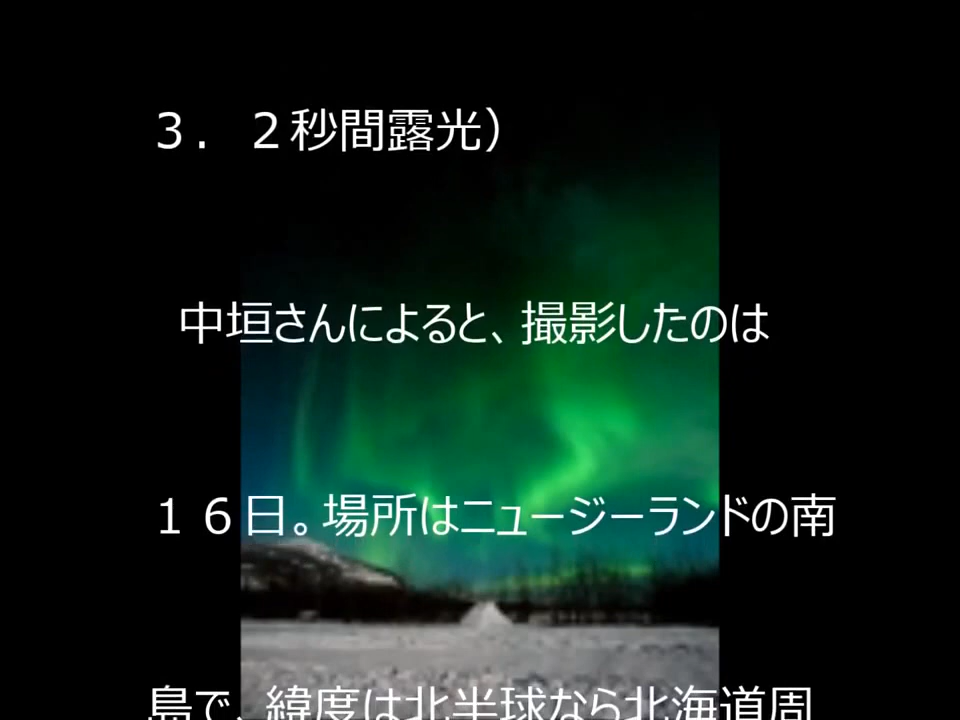 ３．２秒間露光）
中垣さんによると、撮影したのは
１６日。場所はニュージーランドの南
島で、緯度は北半球なら北海道周